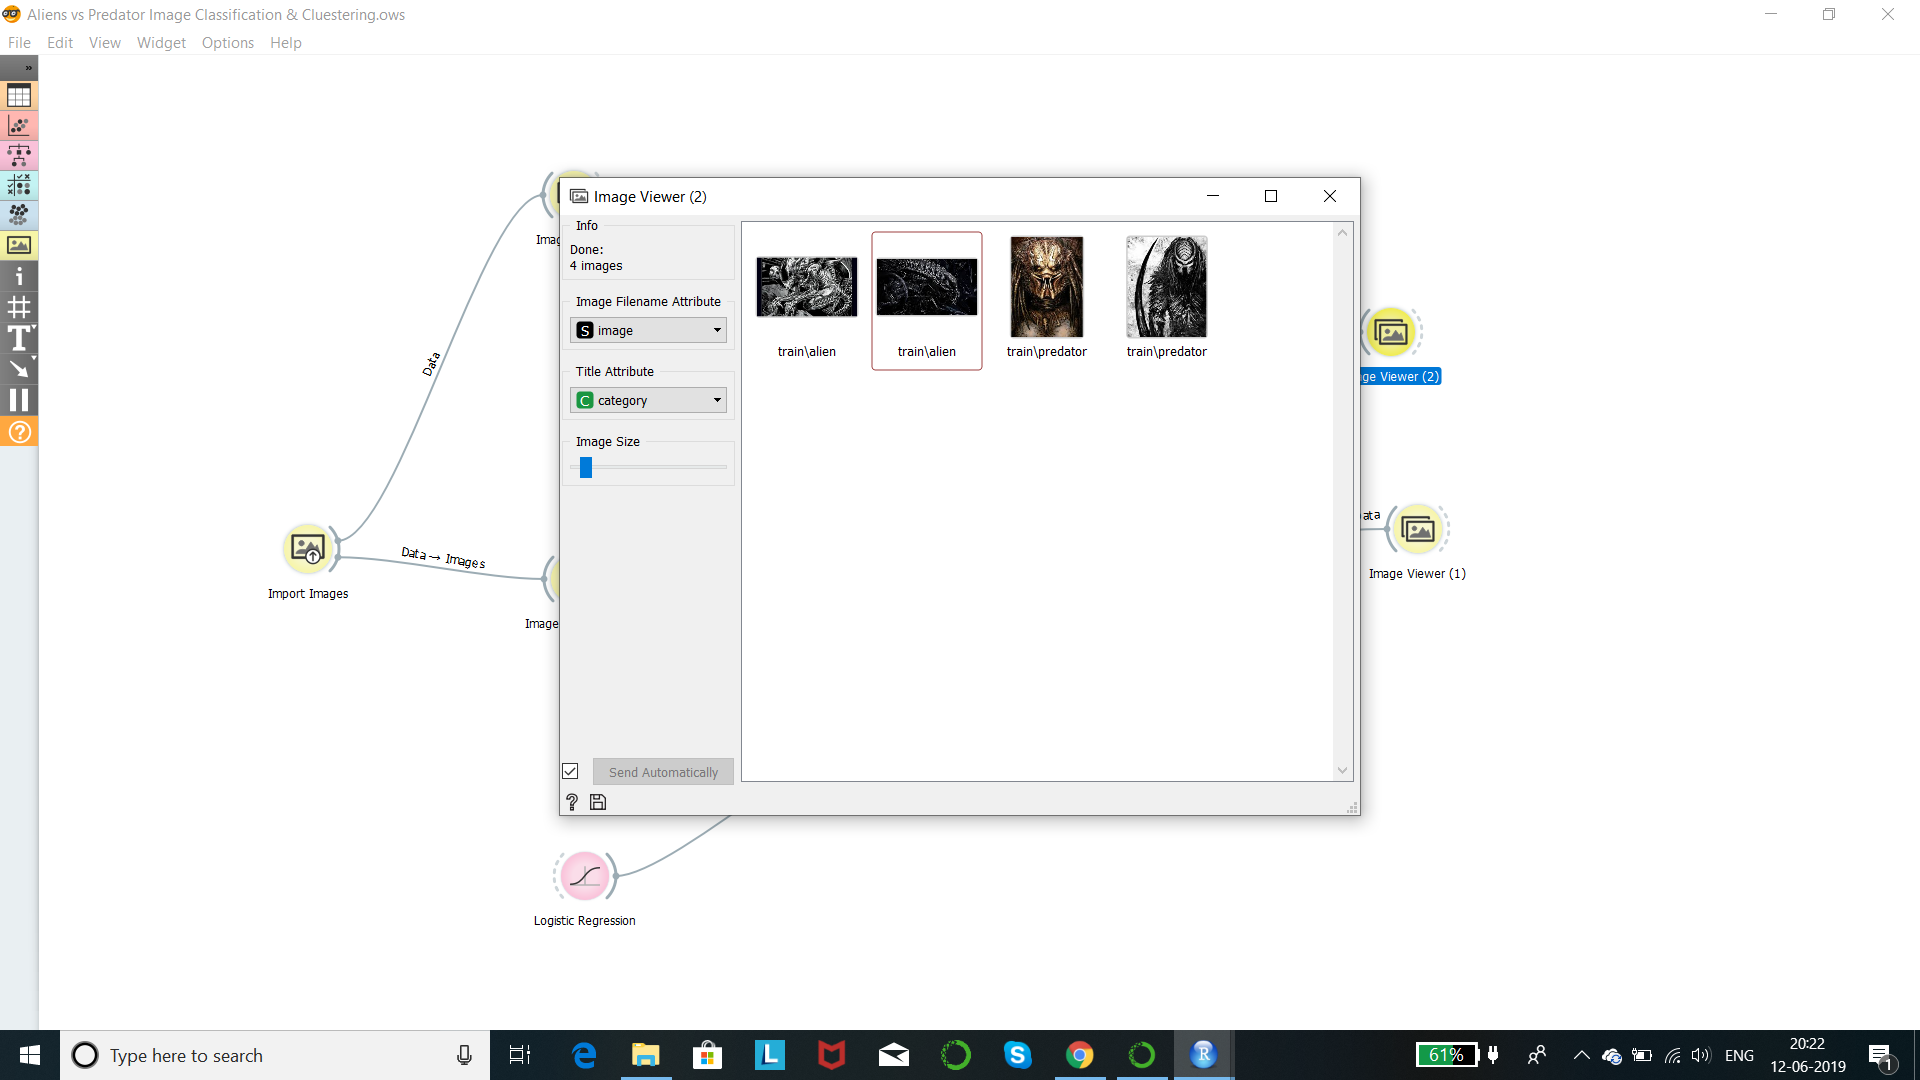 Aliens vs Predator Image Classification & Cluestering.ows
File Edit View Widget Options Help
»
Image Viewer (2)
Info
Done:
4 images
Image Filename Attribute
S image
Title Attribute
C category
Image Size
Send Automatically
train\alien
train\alien
train\predator
train\predator
Imag
Data
Data → Images
Import Images
Image
Logistic Regression
ge Viewer (2)
ata
Image Viewer (1)
Type here to search
61%
ENG
20:22
12-06-2019
1